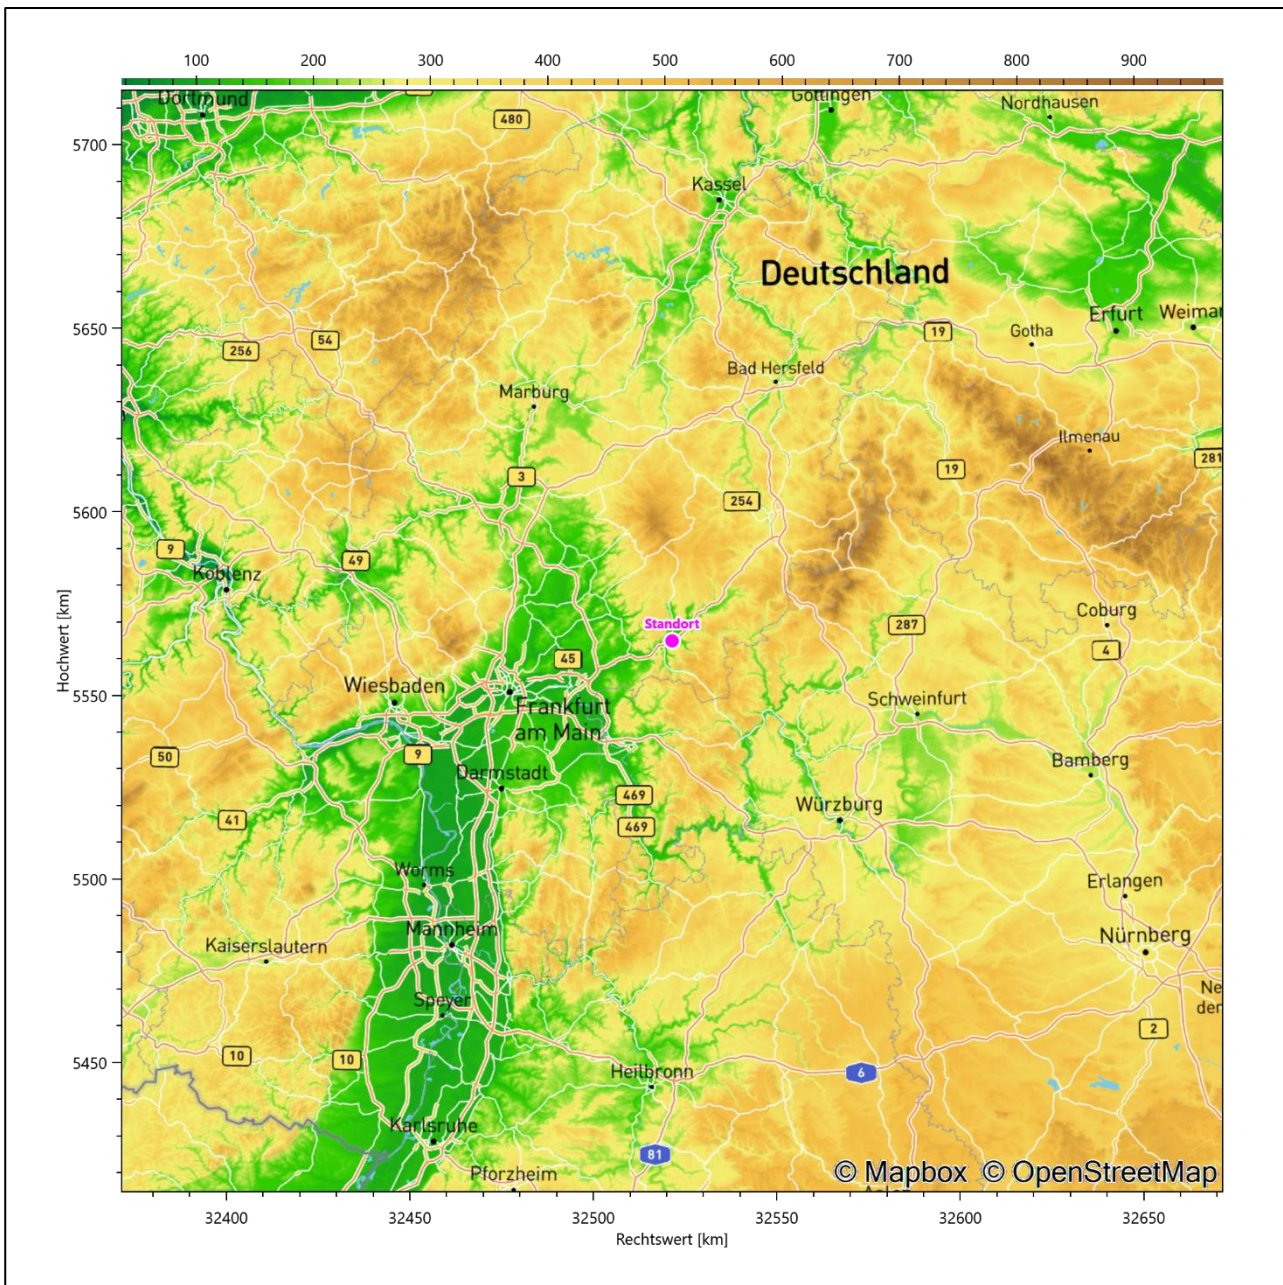 100 200 300 400 500 600 700 800 900
Dortmund
480
Göttingen
Nordhausen
5700
Kassel
Deutschland
5650
256
54
19
Gotha
Erfurt
Weimar
Bad Hersfeld
Marburg
Ilmenau
3
19
281
254
5600
9
49
Koblenz
Hochwert [km]
Standort
287
Coburg
4
45
Wiesbaden
Frankfurt
am Main
Schweinfurt
5550
50
9
Bamberg
Darmstadt
469
41
469
Würzburg
5500
Worms
Erlangen
Mannheim
Nürnberg
Kaiserslautern
Speyer
Ne
der
2
5450
10
10
Heilbronn
6
Karlsruhe
81
Pforzheim
© Mapbox © OpenStreetMap
32400 32450 32500 32550 32600 32650
Rechtswert [km]